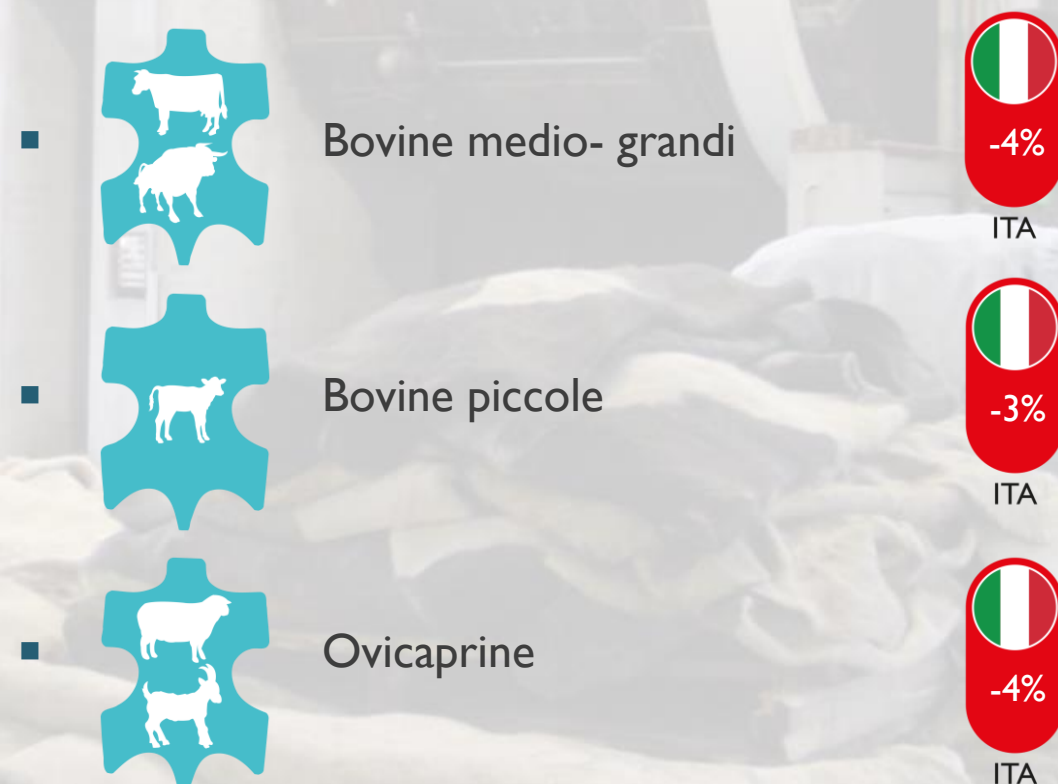 Bovine medio- grandi
-4%
ITA
Bovine piccole
-3%
ITA
Ovicaprine
-4%
ITA